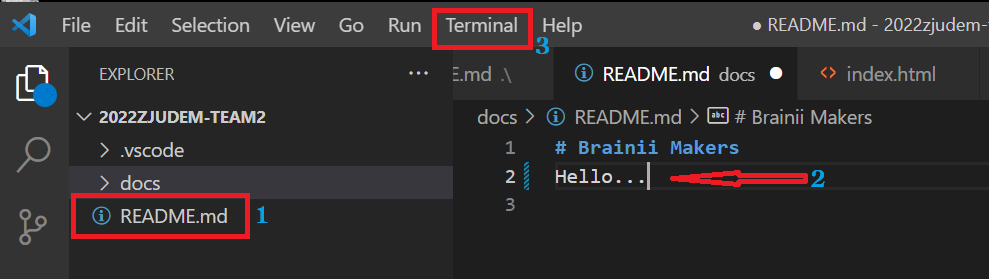 File Edit Selection View Go Run Terminal Help ● README.md - 2022zjudem-
3
EXPLORER ···
E.md .\ README.md docs ● <> index.html
2022ZJUDEM-TEAM2
docs > README.md > abc # Brainii Makers
> .vscode
1 # Brainii Makers
> docs
2 Hello... 2
README.md 1
3